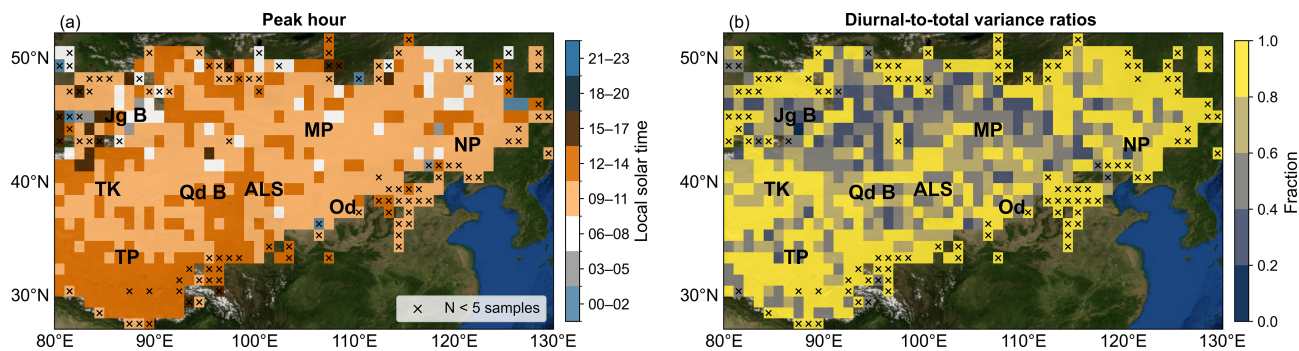 (a) Peak hour
50°N
40°N
30°N
80°E 90°E 100°E 110°E 120°E 130°E
Jg B
MP
NP
TK
Qd B
ALS
Od
TP
× N < 5 samples
21–23
18–20
15–17
12–14
09–11
06–08
03–05
00–02
Local solar time
(b) Diurnal-to-total variance ratios
50°N
40°N
30°N
80°E 90°E 100°E 110°E 120°E 130°E
Jg B
MP
NP
TK
Qd B
ALS
Od
TP
1.0
0.8
0.6
0.4
0.2
0.0
Fraction